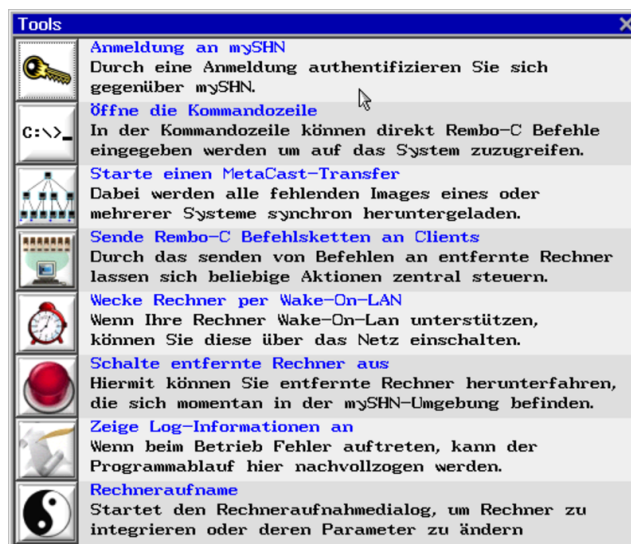 Tools
Anmeldung an mySHN
Durch eine Anmeldung authentifizieren Sie sich
gegenüber mySHN.
Öffne die Kommandozeile
C:\>_
In der Kommandozeile können direkt Rembo-C Befehle
eingegeben werden um auf das System zuzugreifen.
Starte einen MetaCast-Transfer
Dabei werden alle fehlenden Images eines oder
mehrerer Systeme synchron heruntergeladen.
Sende Rembo-C Befehlsketten an Clients
Durch das senden von Befehlen an entfernte Rechner
lassen sich beliebige Aktionen zentral steuern.
Wecke Rechner per Wake-On-LAN
Wenn Ihre Rechner Wake-On-Lan unterstützen,
können Sie diese über das Netz einschalten.
Schalte entfernte Rechner aus
Hiermit können Sie entfernte Rechner herunterfahren,
die sich momentan in der mySHN-Umgebung befinden.
Zeige Log-Informationen an
Wenn beim Betrieb Fehler auftreten, kann der
Programmablauf hier nachvollzogen werden.
Rechneraufname
Startet den Rechneraufnahmedialog, um Rechner zu
integrieren oder deren Parameter zu ändern